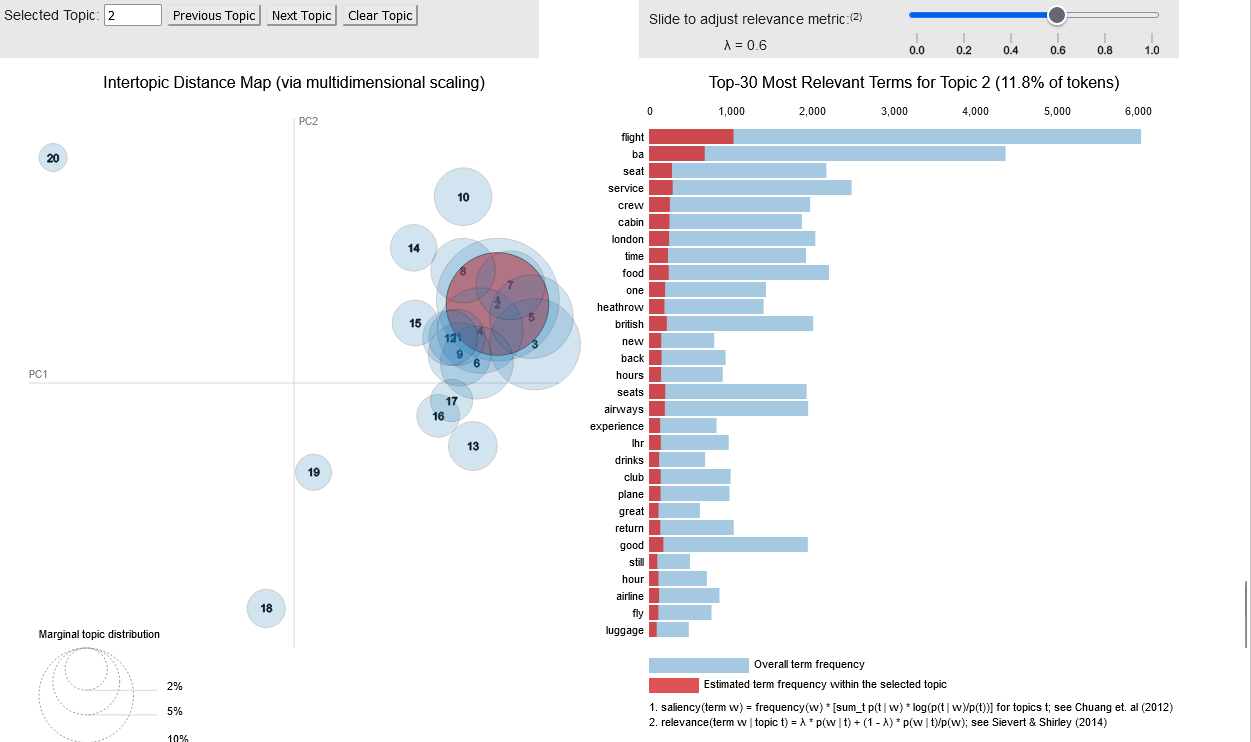 Selected Topic: 2 Previous Topic Next Topic Clear Topic
Slide to adjust relevance metric:(2)
λ = 0.6
0.0 0.2 0.4 0.6 0.8 1.0
Intertopic Distance Map (via multidimensional scaling)
PC2
PC1
20
10
14
8
7
1
2
15
5
4
12
11
3
9
6
17
16
13
19
18
Marginal topic distribution
2%
5%
10%
Top-30 Most Relevant Terms for Topic 2 (11.8% of tokens)
0 1,000 2,000 3,000 4,000 5,000 6,000
flight
ba
seat
service
crew
cabin
london
time
food
one
heathrow
british
new
back
hours
seats
airways
experience
lhr
drinks
club
plane
great
return
good
still
hour
airline
fly
luggage
Overall term frequency
Estimated term frequency within the selected topic
1. saliency(term w) = frequency(w) * [sum_t p(t | w) * log(p(t | w)/p(t))] for topics t; see Chuang et. al (2012)
2. relevance(term w | topic t) = λ * p(w | t) + (1 - λ) * p(w | t)/p(w); see Sievert & Shirley (2014)